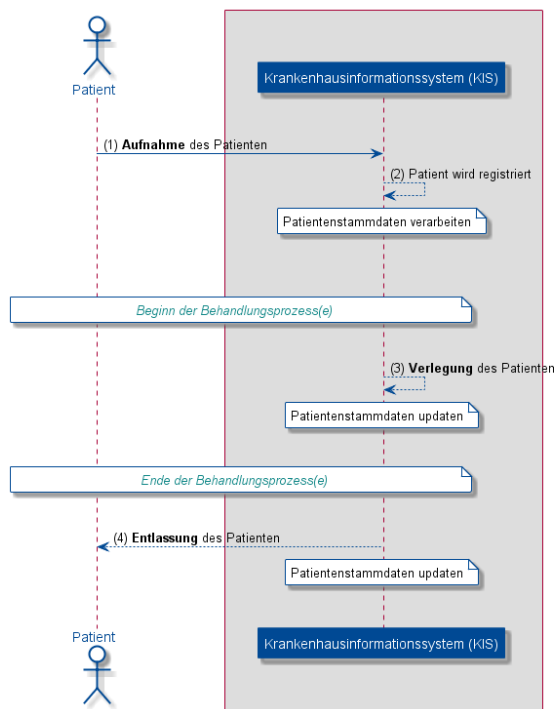 Patient
Krankenhausinformationssystem (KIS)
(1) Aufnahme des Patienten
(2) Patient wird registriert
Patientenstammdaten verarbeiten
Beginn der Behandlungsprozess(e)
(3) Verlegung des Patienten
Patientenstammdaten updaten
Ende der Behandlungsprozess(e)
(4) Entlassung des Patienten
Patientenstammdaten updaten
Patient
Krankenhausinformationssystem (KIS)